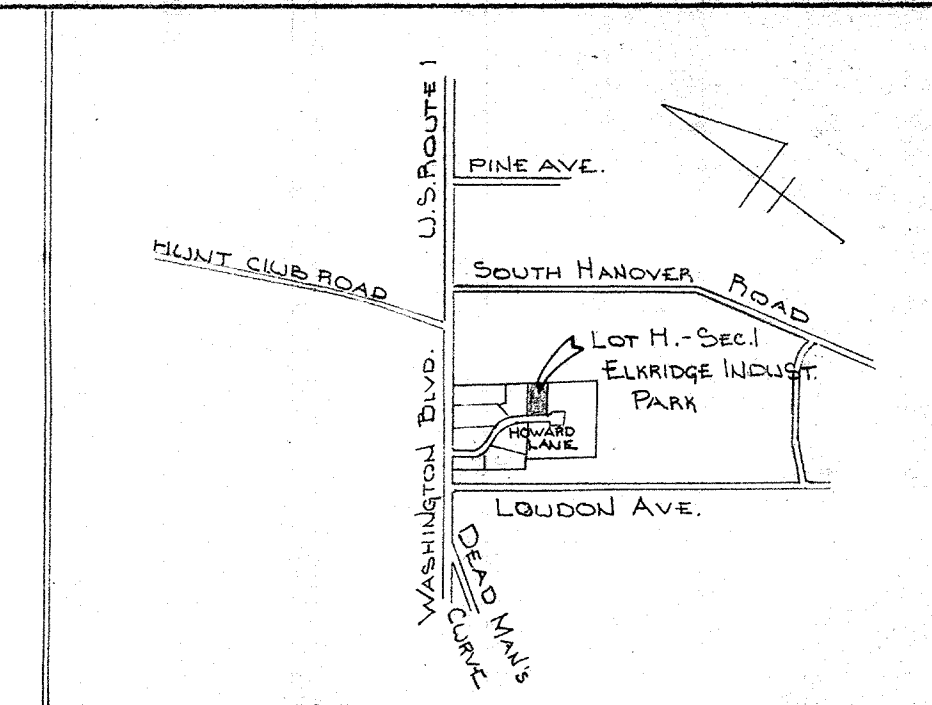 U.S. ROUTE 1
PINE AVE.
HUNT CLUB ROAD
SOUTH HANOVER ROAD
LOT H.-SEC.1
ELKRIDGE INDUST.
PARK
HOWARD
LANE
WASHINGTON BLVD.
LOUDON AVE.
DEAD MAN'S
CURVE